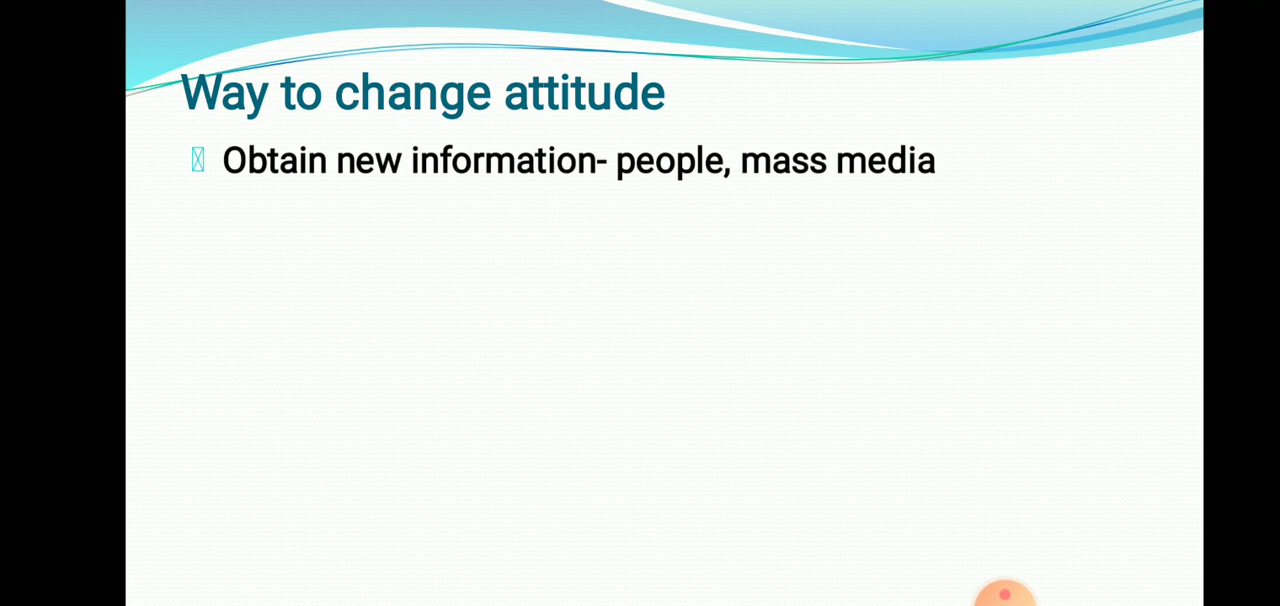 Way to change attitude
Obtain new information- people, mass media